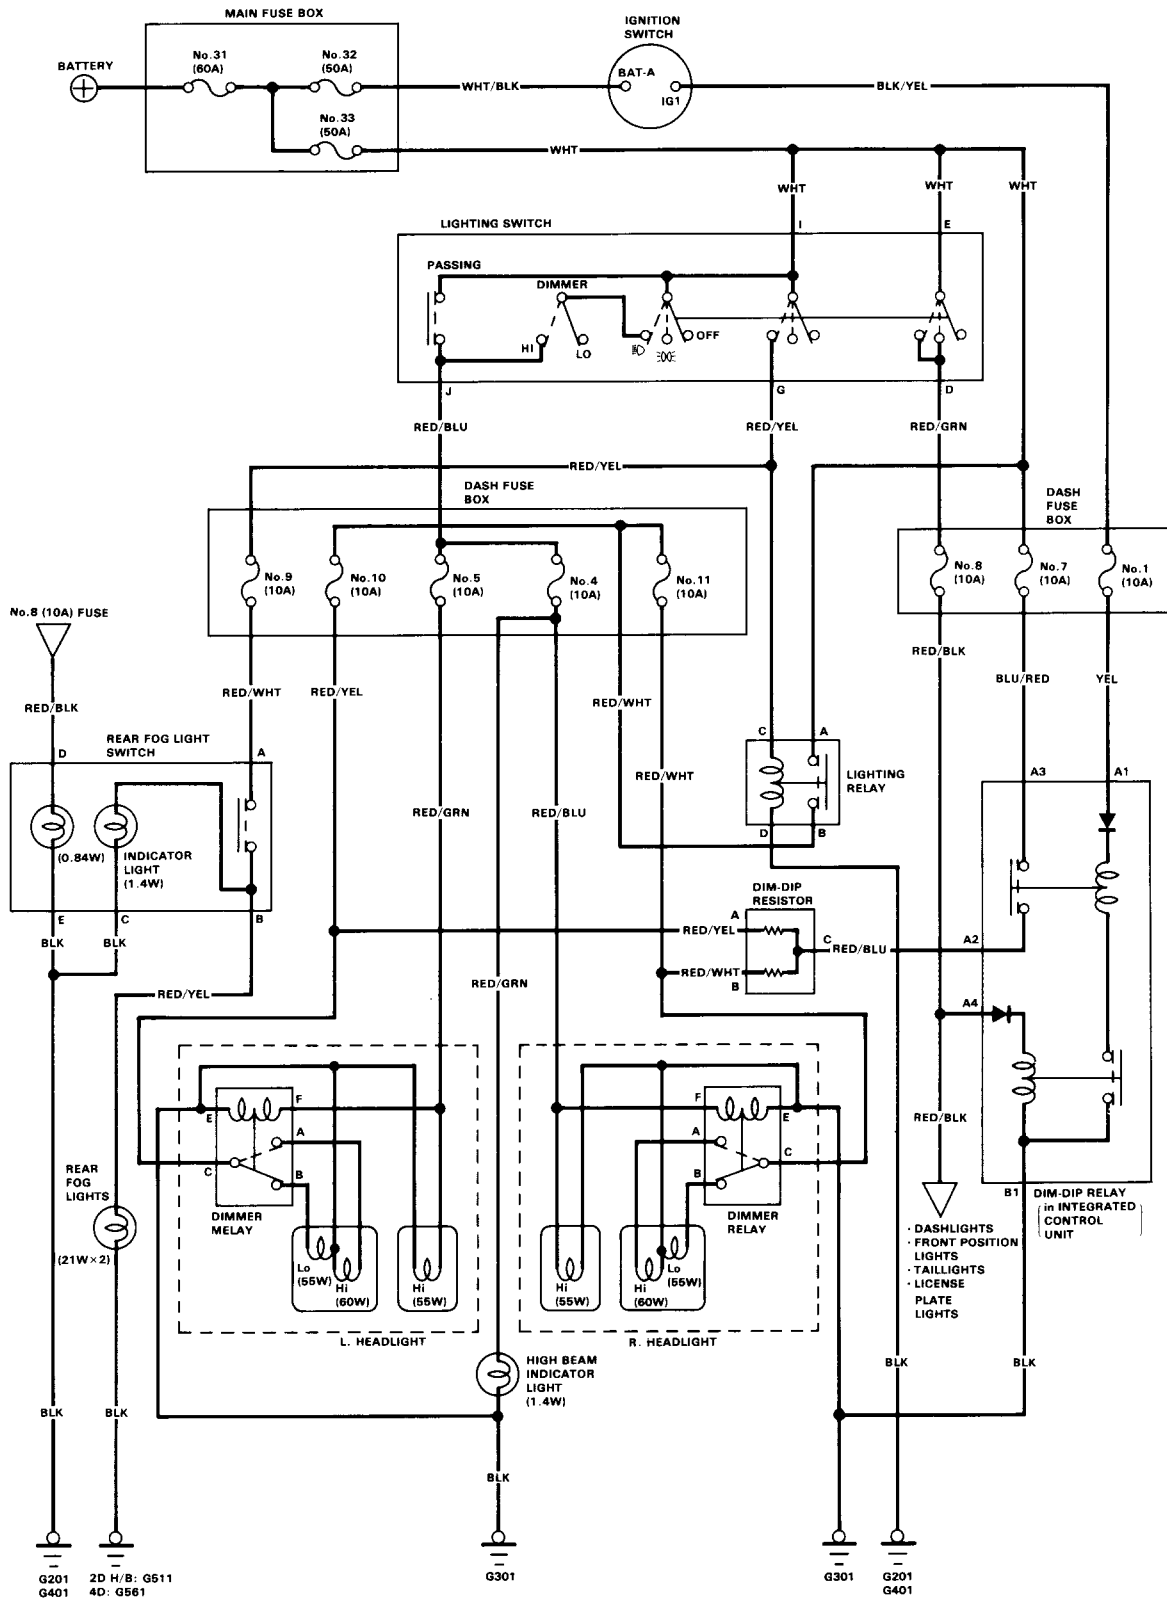 MAIN FUSE BOX
IGNITION
SWITCH
BATTERY
No.31
(60A)
No.32
(50A)
No.33
(50A)
WHT/BLK
BAT-A
IG1
BLK/YEL
WHT
WHT
WHT
WHT
LIGHTING SWITCH
I
E
PASSING
DIMMER
HI
LO
OFF
J
G
D
RED/BLU
RED/YEL
RED/GRN
RED/YEL
DASH FUSE
BOX
DASH
FUSE
BOX
No.9
(10A)
No.10
(10A)
No.5
(10A)
No.4
(10A)
No.11
(10A)
No.8
(10A)
No.7
(10A)
No.1
(10A)
No.8 (10A) FUSE
RED/BLK
RED/WHT
RED/YEL
RED/WHT
RED/BLK
BLU/RED
YEL
REAR FOG LIGHT
SWITCH
D
A
C
A
LIGHTING
RELAY
D
B
RED/WHT
RED/GRN
RED/BLU
A3
A1
(0.84W)
INDICATOR
LIGHT
(1.4W)
E
C
B
BLK
BLK
DIM-DIP
RESISTOR
A
RED/YEL
C
RED/BLU
A2
RED/WHT
B
RED/YEL
RED/GRN
A4
RED/BLK
E
F
A
C
B
DIMMER
MELAY
F
E
A
C
B
DIMMER
RELAY
REAR
FOG
LIGHTS
(21W×2)
Lo
(55W)
Hi
(60W)
Hi
(55W)
Hi
(55W)
Lo
(55W)
Hi
(60W)
L. HEADLIGHT
R. HEADLIGHT
B1
DIM-DIP RELAY
(in INTEGRATED
CONTROL
UNIT)
· DASHLIGHTS
· FRONT POSITION
LIGHTS
· TAILLIGHTS
· LICENSE
PLATE
LIGHTS
HIGH BEAM
INDICATOR
LIGHT
(1.4W)
BLK
BLK
BLK
BLK
BLK
G201
G401
2D H/B: G511
4D: G561
G301
G301
G201
G401